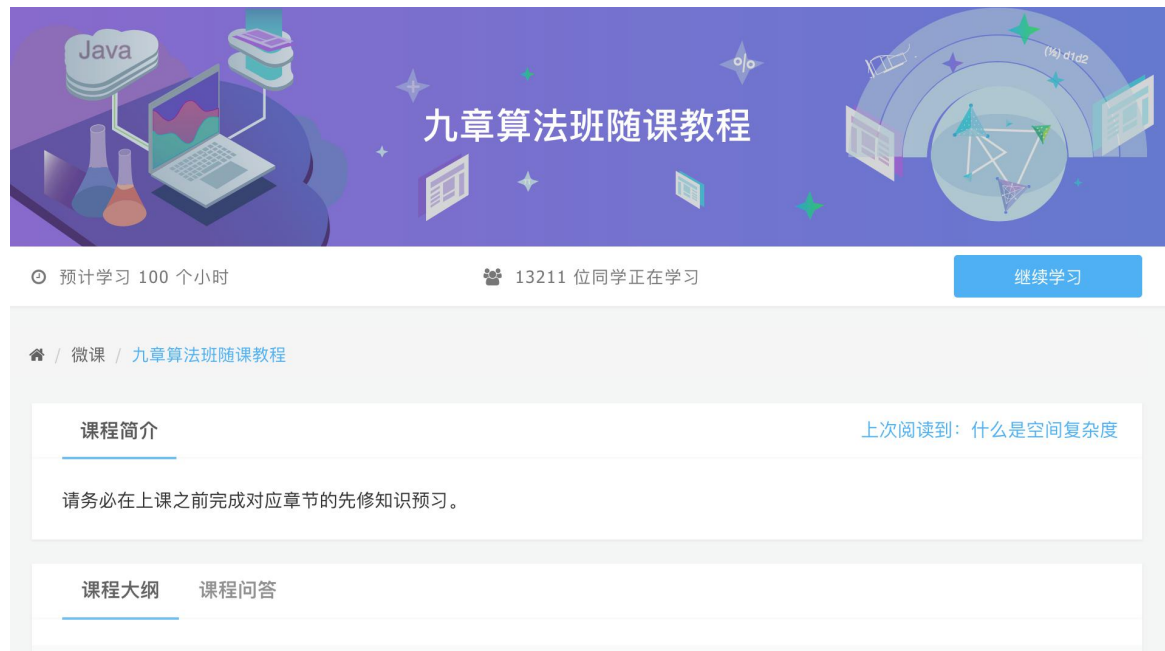 Java
%
(½) d1d2
九章算法班随课教程
预计学习 100 个小时
13211 位同学正在学习
继续学习
/ 微课 / 九章算法班随课教程
课程简介
上次阅读到：什么是空间复杂度
请务必在上课之前完成对应章节的先修知识预习。
课程大纲 课程问答